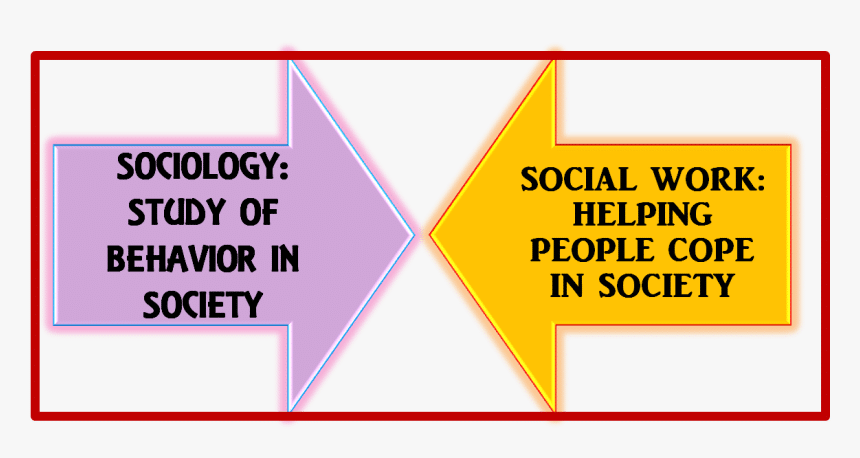 SOCIOLOGY:
STUDY OF
BEHAVIOR IN
SOCIETY
SOCIAL WORK:
HELPING
PEOPLE COPE
IN SOCIETY